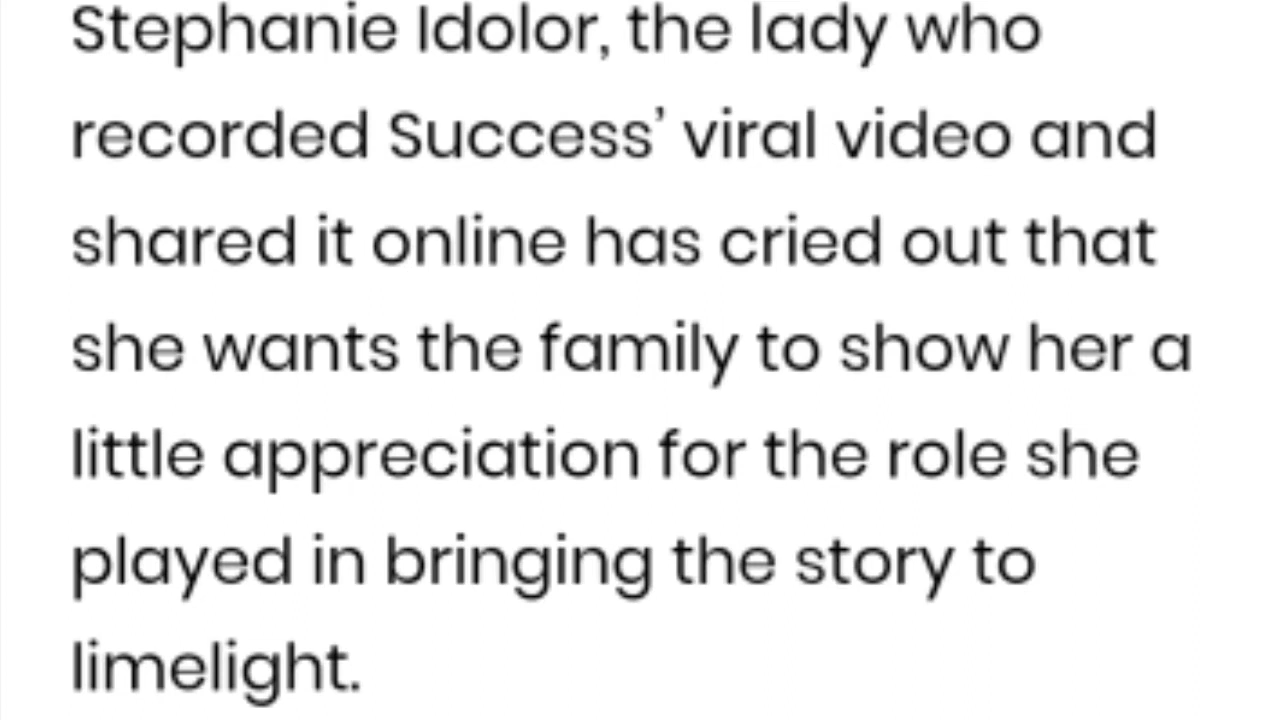 Stephanie Idolor, the lady who
recorded Success’ viral video and
shared it online has cried out that
she wants the family to show her a
little appreciation for the role she
played in bringing the story to
limelight.